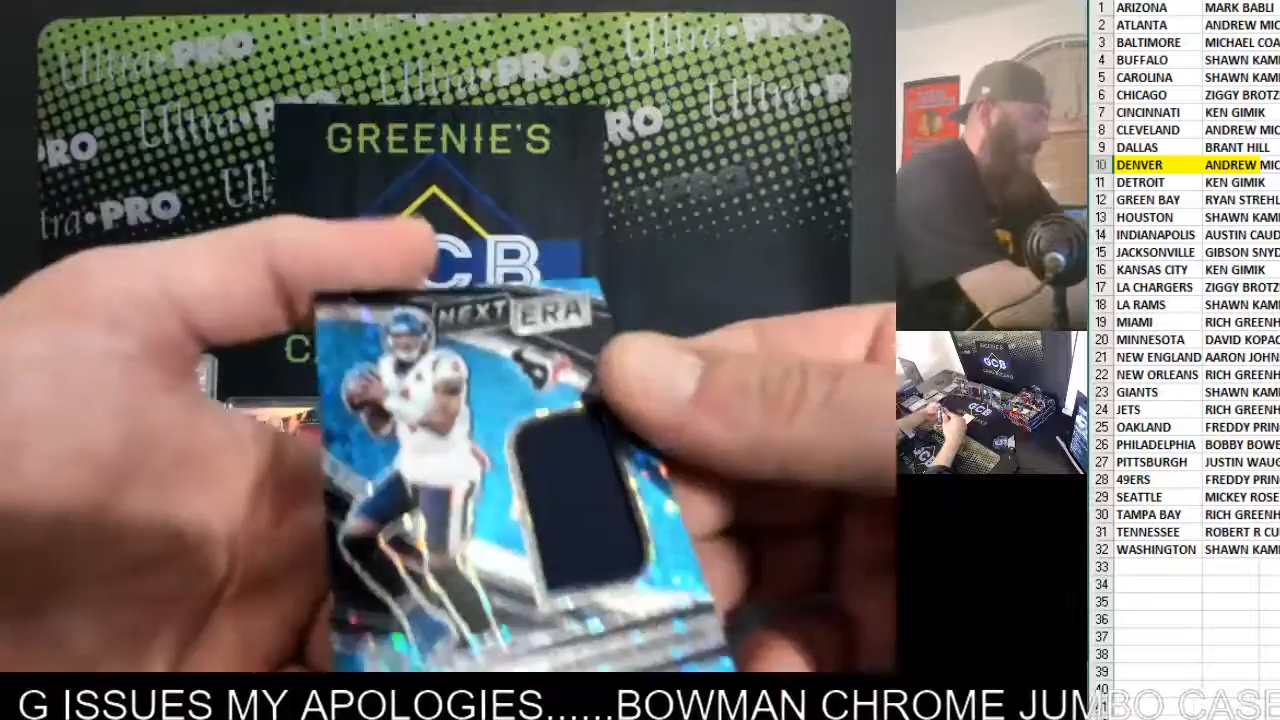 Ultra•PRO
PRO
Ultra•PRO
Ultra•PRO
PRO
RO
tra•PRO
GREENIE'S
CB
C
NEXT ERA
GREENIE'S
GCB
GCB
1 ARIZONA MARK BABLI
2 ATLANTA ANDREW MIC
3 BALTIMORE MICHAEL COA
4 BUFFALO SHAWN KAM
5 CAROLINA SHAWN KAM
6 CHICAGO ZIGGY BROTZ
7 CINCINNATI KEN GIMIK
8 CLEVELAND ANDREW MIC
9 DALLAS BRANT HILL
10 DENVER ANDREW MIC
11 DETROIT KEN GIMIK
12 GREEN BAY RYAN STREHL
13 HOUSTON SHAWN KAM
14 INDIANAPOLIS AUSTIN CAUD
15 JACKSONVILLE GIBSON SNYD
16 KANSAS CITY KEN GIMIK
17 LA CHARGERS ZIGGY BROTZ
18 LA RAMS SHAWN KAM
19 MIAMI RICH GREENH
20 MINNESOTA DAVID KOPAC
21 NEW ENGLAND AARON JOHN
22 NEW ORLEANS RICH GREENH
23 GIANTS SHAWN KAM
24 JETS RICH GREENH
25 OAKLAND FREDDY PRIN
26 PHILADELPHIA BOBBY BOWE
27 PITTSBURGH JUSTIN WAUG
28 49ERS FREDDY PRIN
29 SEATTLE MICKEY ROSE
30 TAMPA BAY RICH GREENH
31 TENNESSEE ROBERT R CU
32 WASHINGTON SHAWN KAM
33
34
35
36
37
38
39
40
41
G ISSUES MY APOLOGIES......BOWMAN CHROME JUMBO CASE